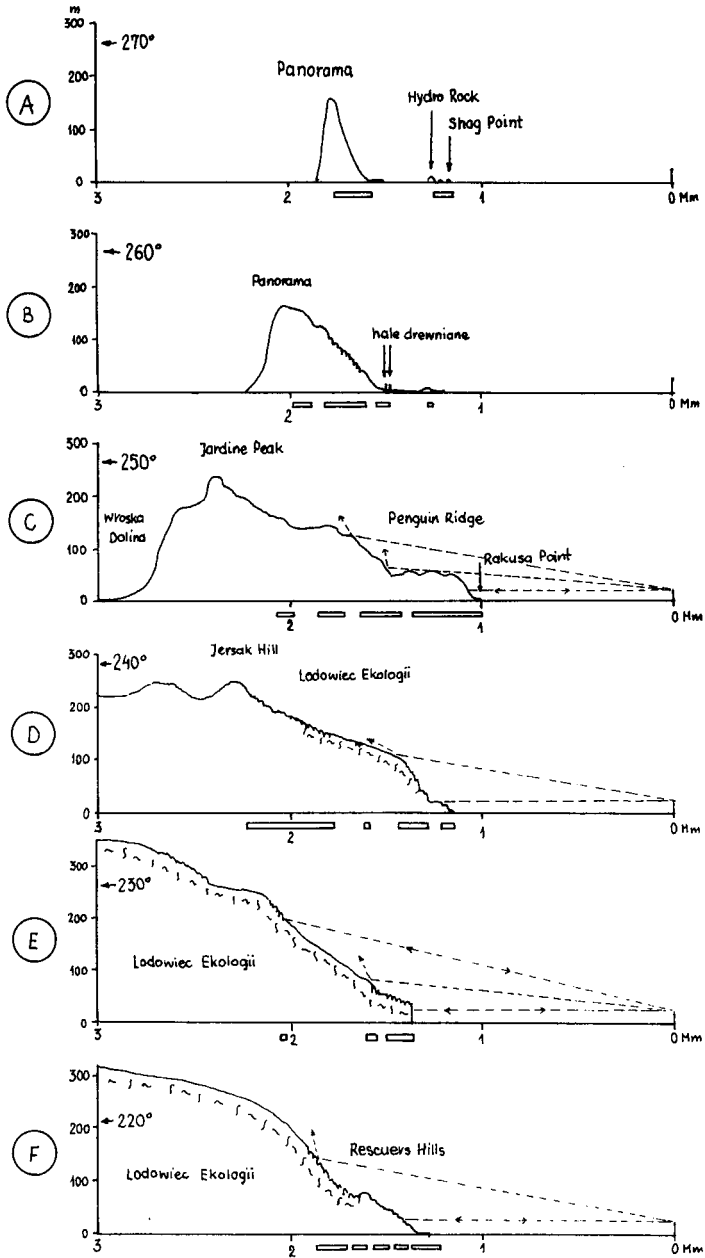 m
300
200
100
0
← 270°
A
Panorama
Hydro Rock
Shag Point
3
2
1
0 Mm
300
200
100
0
← 260°
B
Panorama
hale drewniane
3
2
1
0 Mm
300
200
100
0
← 250°
C
Jardine Peak
Wroska
Dolina
Penguin Ridge
Rakusa Point
3
2
1
0 Mm
300
200
100
0
← 240°
D
Jersak Hill
Lodowiec Ekologii
3
2
1
0 Mm
300
200
100
0
← 230°
E
Lodowiec Ekologii
3
2
1
0 Mm
300
200
100
0
← 220°
F
Lodowiec Ekologii
Rescuers Hills
3
2
1
0 Mm